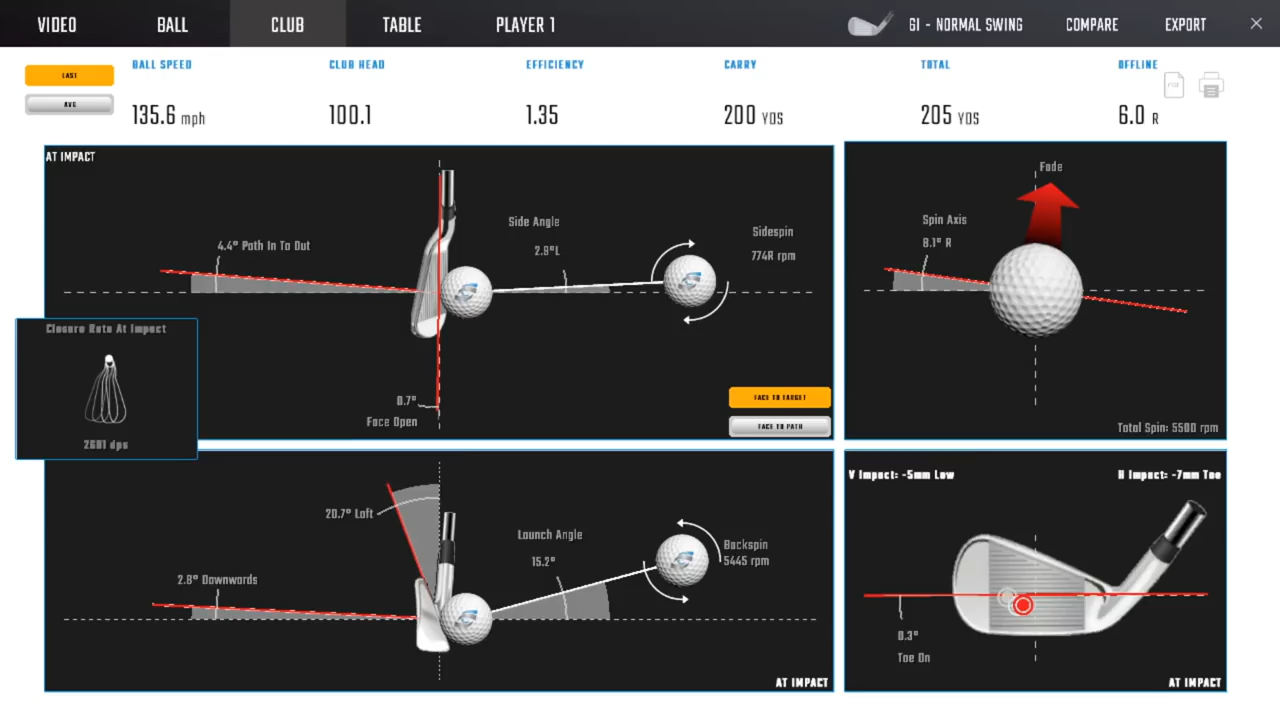 VIDEO
BALL
CLUB
TABLE
PLAYER 1
6I - NORMAL SWING
COMPARE
EXPORT
LAST
AVG
BALL SPEED
135.6 mph
CLUB HEAD
100.1
EFFICIENCY
1.35
CARRY
200 YDS
TOTAL
205 YDS
OFFLINE
6.0 R
PDF
AT IMPACT
4.4° Path In To Out
Side Angle
2.8°L
Sidespin
774R rpm
0.7°
Face Open
FACE TO TARGET
FACE TO PATH
Fade
Spin Axis
8.1° R
Total Spin: 5500 rpm
Closure Rate At Impact
2601 dps
20.7° Loft
2.8° Downwards
Launch Angle
15.2°
Backspin
5445 rpm
AT IMPACT
V Impact: -5mm Low
H Impact: -7mm Toe
0.3°
Toe On
AT IMPACT